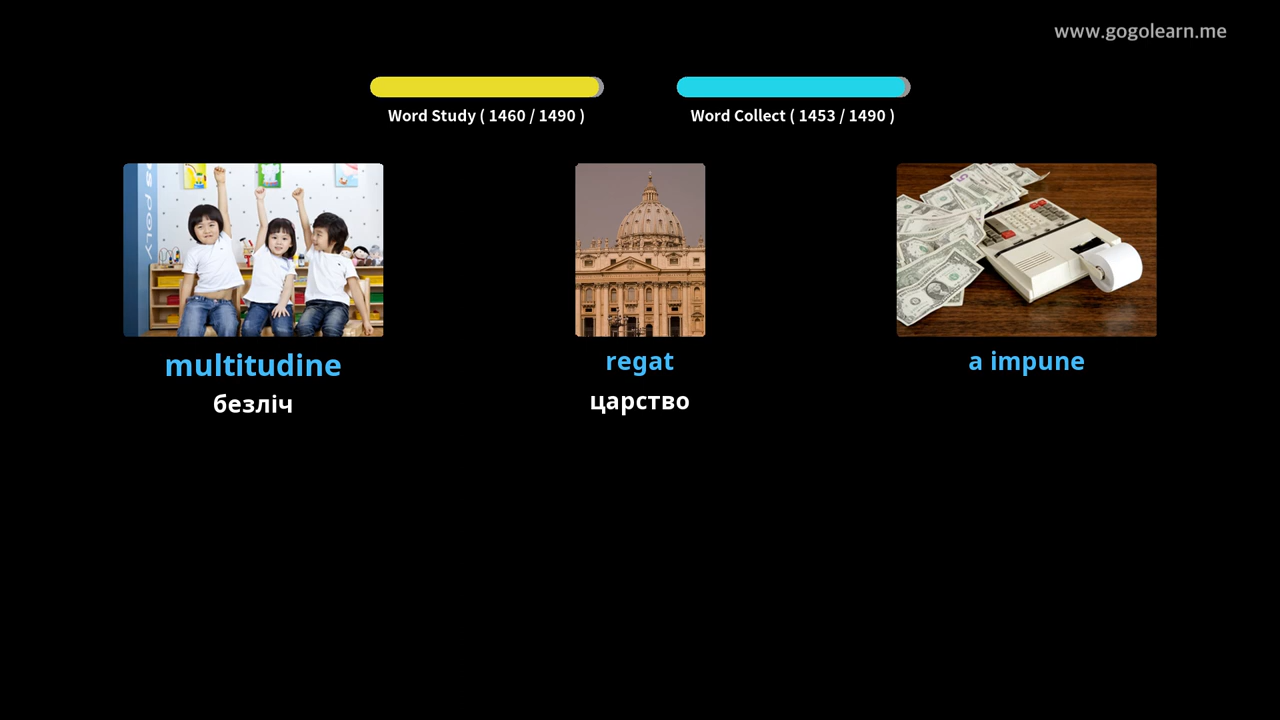 www.gogolearn.me
Word Study ( 1460 / 1490 )
Word Collect ( 1453 / 1490 )
multitudine
безліч
regat
царство
a impune